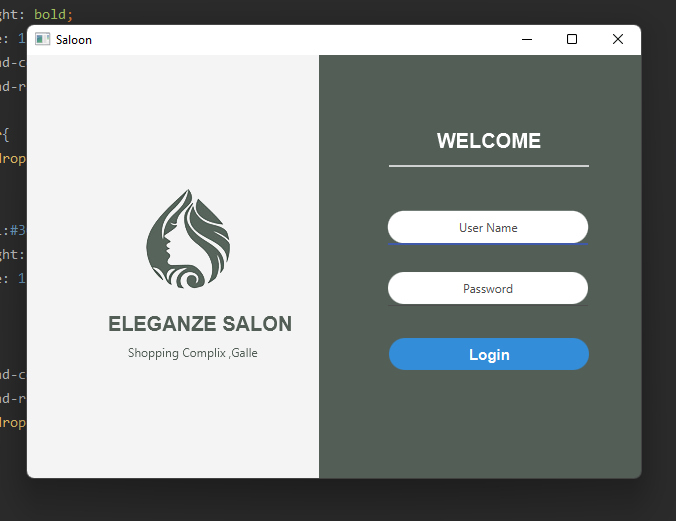 ght: bold;
e: 1
nd-c
nd-r
r{
drop
l:#3
ght:
e: 1
nd-c
nd-r
drop
Saloon
ELEGANZE SALON
Shopping Complix ,Galle
WELCOME
User Name
Password
Login